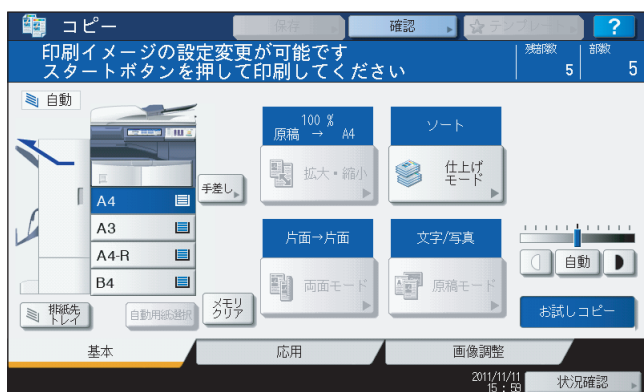 コピー
保存
確認
テンプレート
?
印刷イメージの設定変更が可能です
スタートボタンを押して印刷してください
残部数
5
部数
5
自動
100 %
原稿 → A4
拡大・縮小
ソート
仕上げ
モード
手差し
A4
A3
A4-R
B4
片面→片面
両面モード
文字/写真
原稿モード
自動
排紙先
トレイ
自動用紙選択
メモリ
クリア
お試しコピー
基本
応用
画像調整
2011/11/11
15:59
状況確認